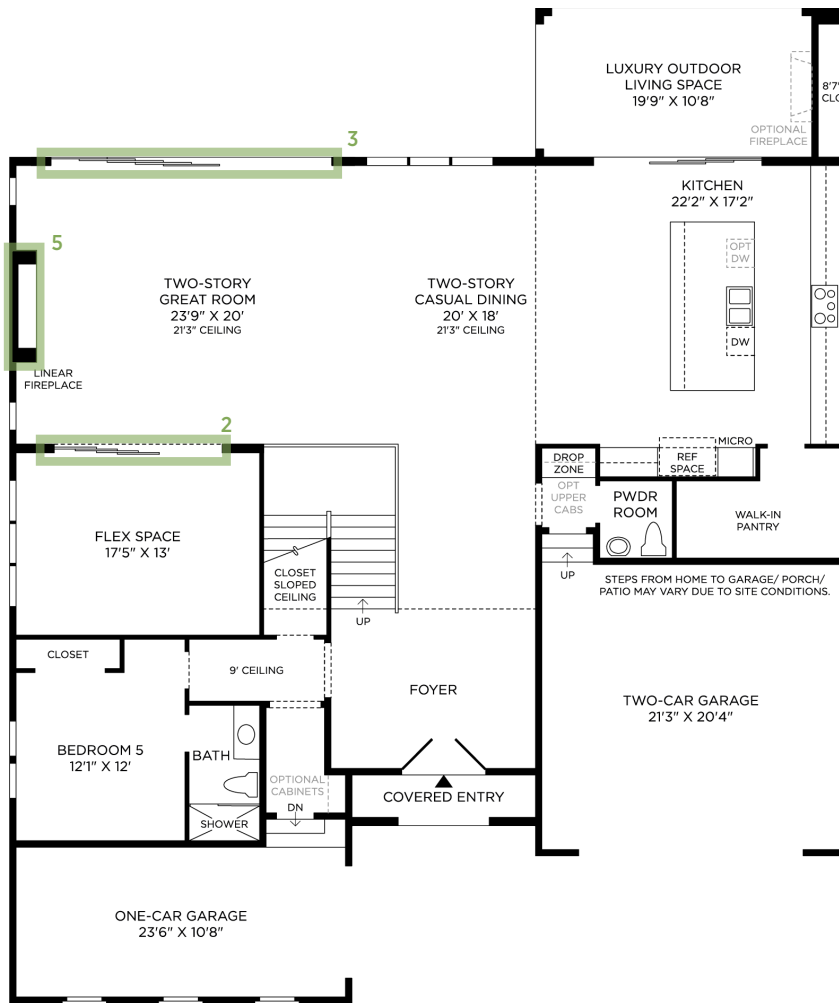 LUXURY OUTDOOR
LIVING SPACE
19'9" X 10'8"
OPTIONAL
FIREPLACE
8'7"
3
KITCHEN
22'2" X 17'2"
OPT
DW
DW
5
TWO-STORY
GREAT ROOM
23'9" X 20'
21'3" CEILING
TWO-STORY
CASUAL DINING
20' X 18'
21'3" CEILING
LINEAR
FIREPLACE
2
MICRO
DROP
ZONE
REF
SPACE
OPT
UPPER
CABS
PWDR
ROOM
WALK-IN
PANTRY
FLEX SPACE
17'5" X 13'
CLOSET
SLOPED
CEILING
UP
UP
STEPS FROM HOME TO GARAGE/ PORCH/
PATIO MAY VARY DUE TO SITE CONDITIONS.
CLOSET
9' CEILING
FOYER
TWO-CAR GARAGE
21'3" X 20'4"
BEDROOM 5
12'1" X 12'
BATH
OPTIONAL
CABINETS
DN
COVERED ENTRY
SHOWER
ONE-CAR GARAGE
23'6" X 10'8"